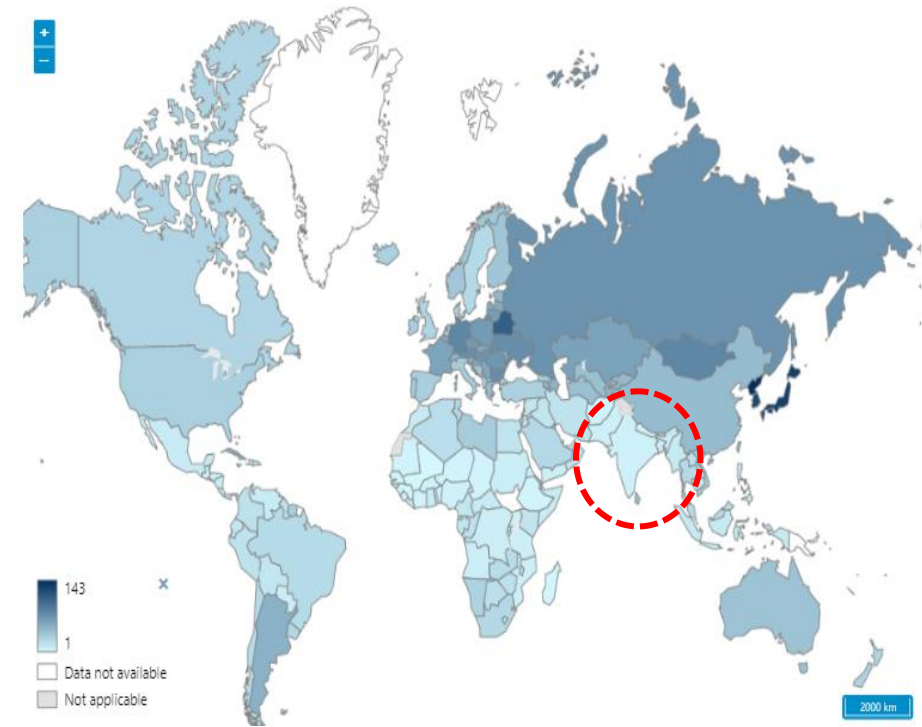 +
−
143
1
Data not available
Not applicable
2000 km